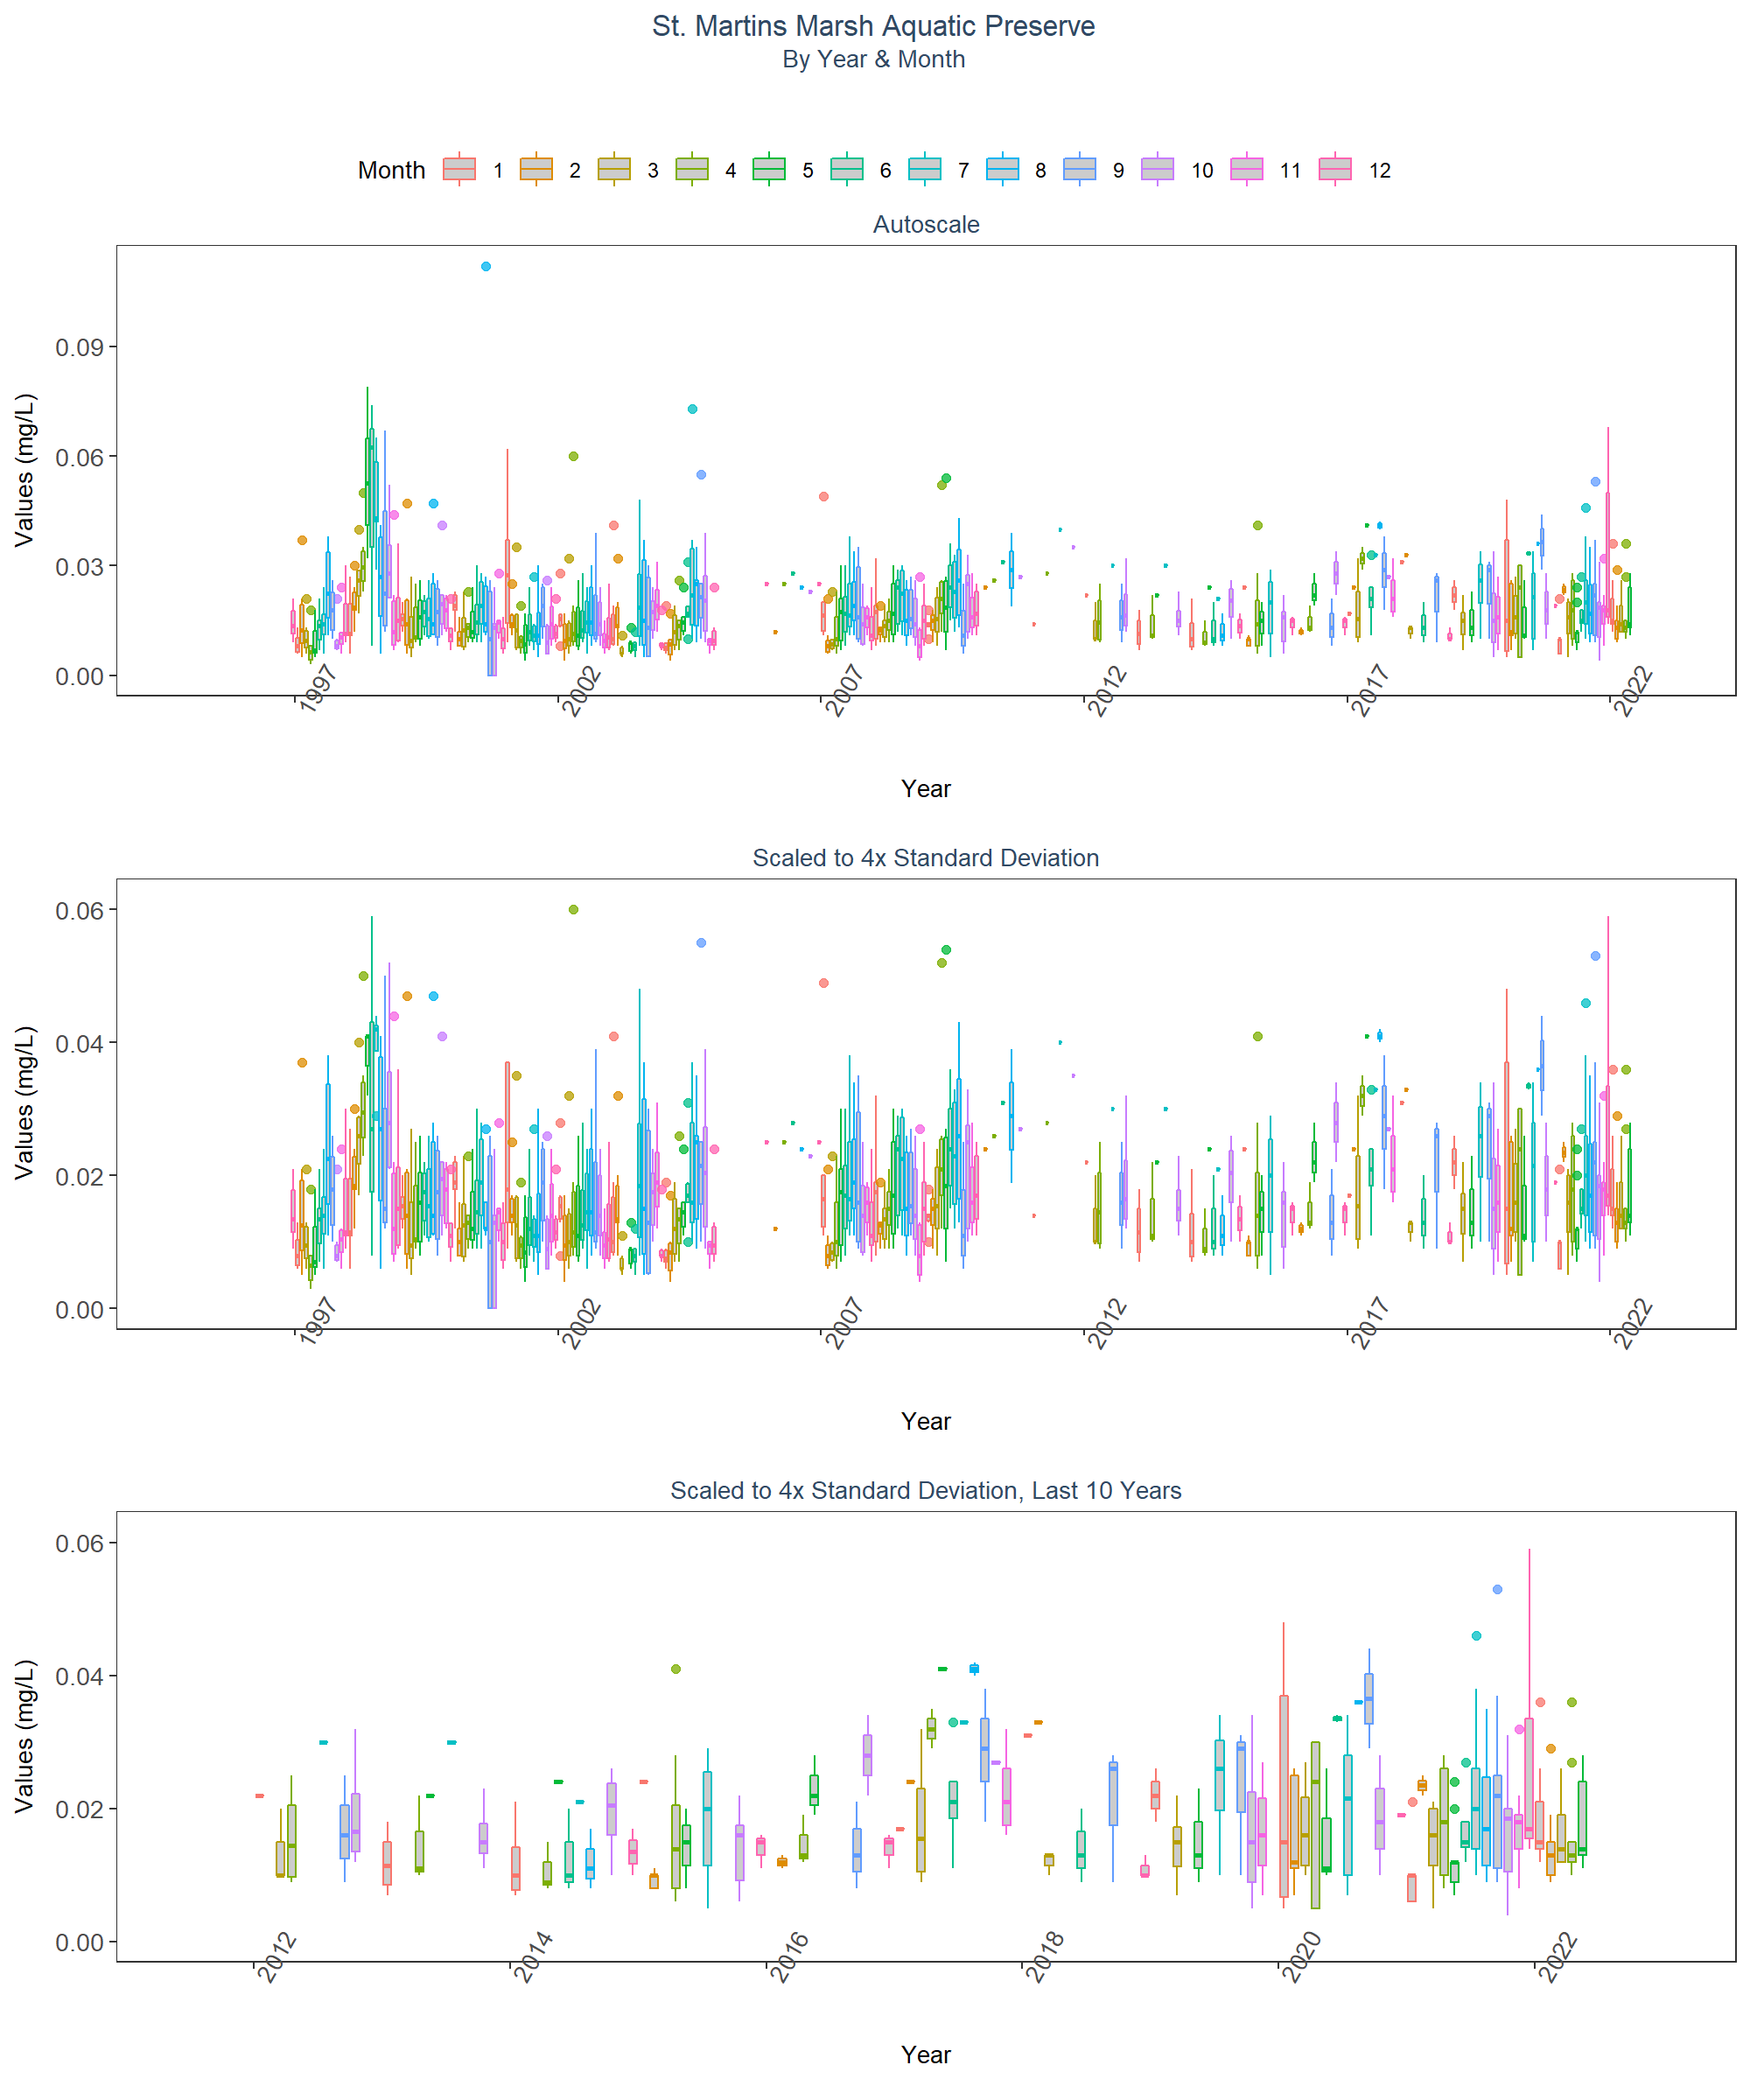 St. Martins Marsh Aquatic Preserve
By Year & Month
Month 1 2 3 4 5 6 7 8 9 10 11 12
Autoscale
Values (mg/L)
0.09
0.06
0.03
0.00
1997 2002 2007 2012 2017 2022
Year
Scaled to 4x Standard Deviation
Values (mg/L)
0.06
0.04
0.02
0.00
1997 2002 2007 2012 2017 2022
Year
Scaled to 4x Standard Deviation, Last 10 Years
Values (mg/L)
0.06
0.04
0.02
0.00
2012 2014 2016 2018 2020 2022
Year